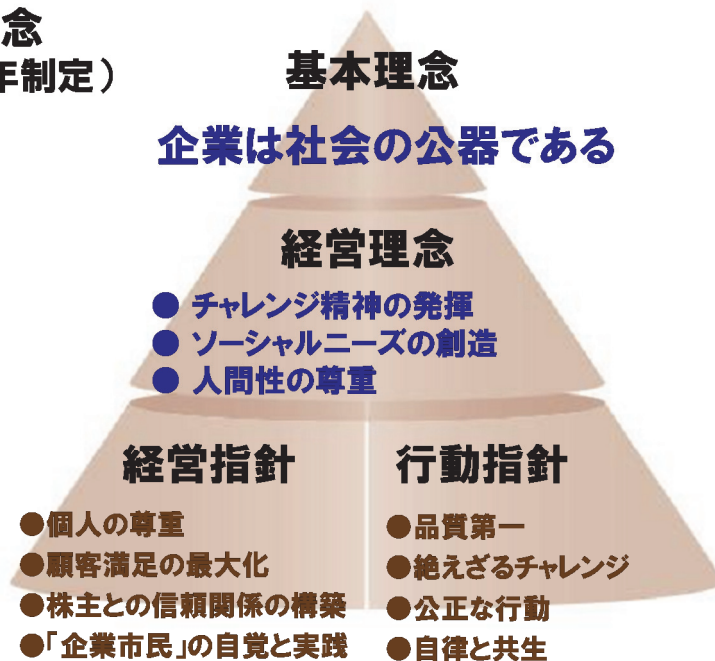 念
年制定）
基本理念
企業は社会の公器である
経営理念
● チャレンジ精神の発揮
● ソーシャルニーズの創造
● 人間性の尊重
経営指針
●個人の尊重
●顧客満足の最大化
●株主との信頼関係の構築
●「企業市民」の自覚と実践
行動指針
●品質第一
●絶えざるチャレンジ
●公正な行動
●自律と共生